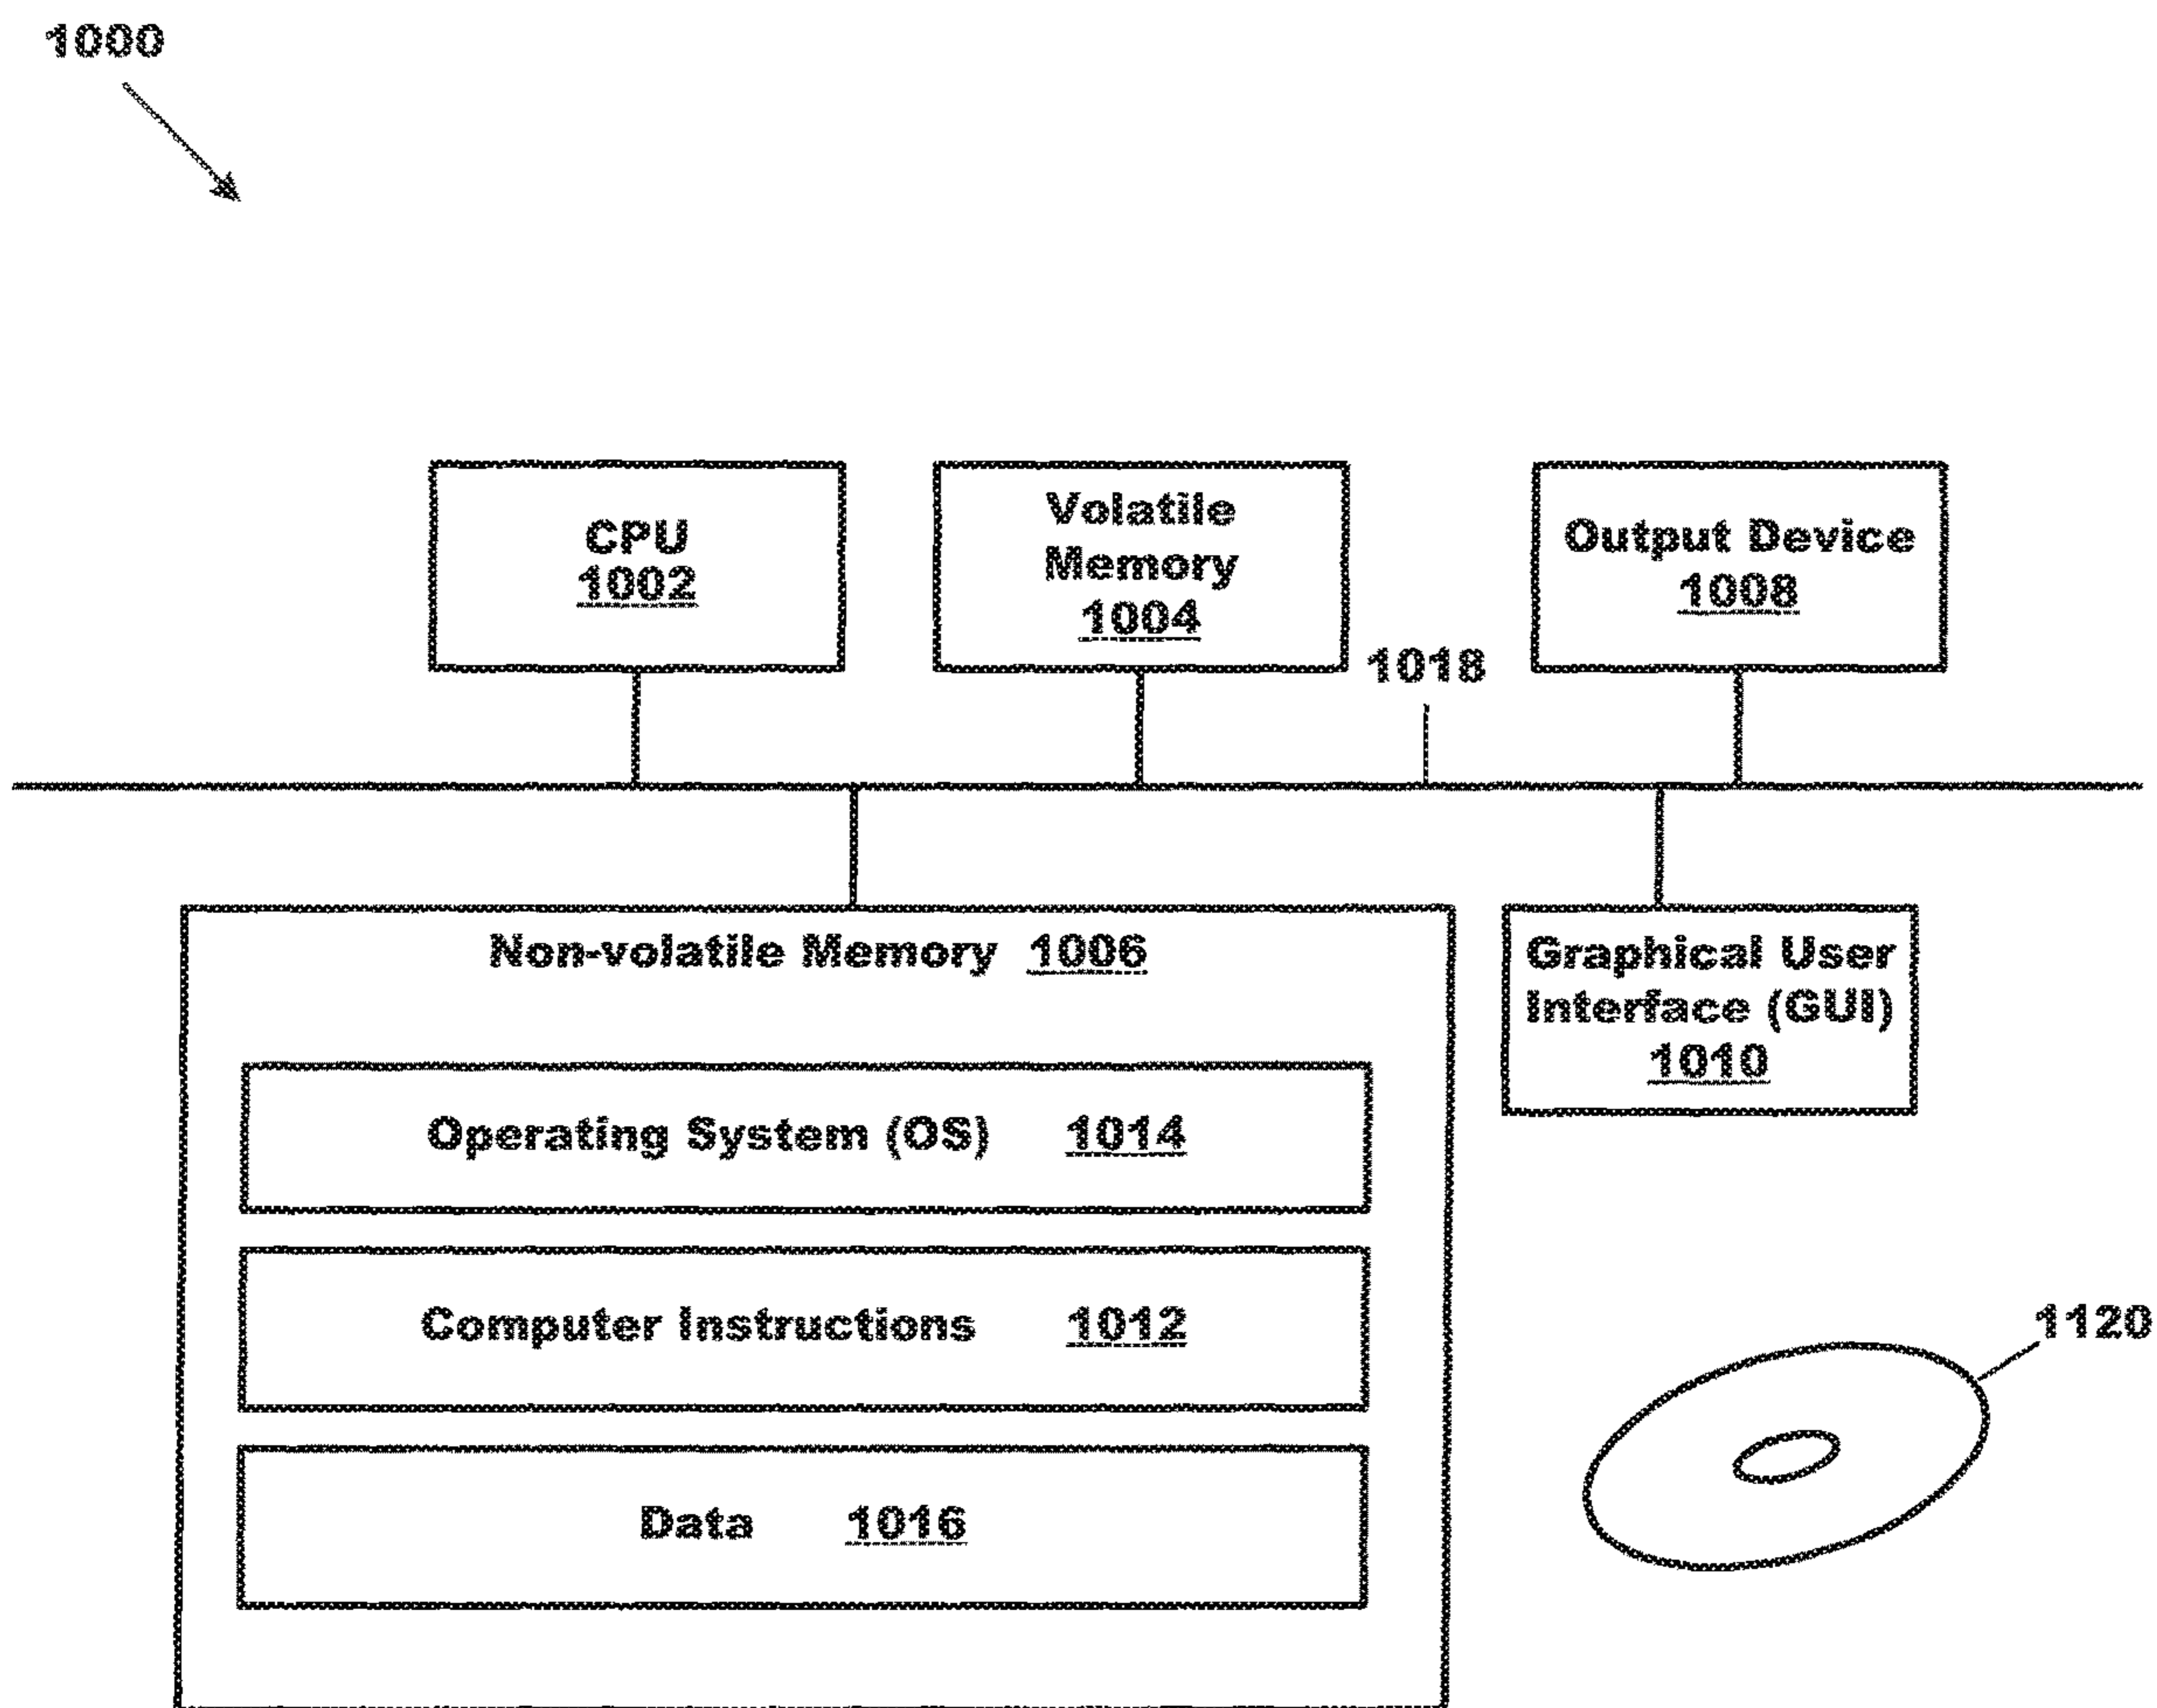 1000
CPU
1002
Volatile
Memory
1004
Output Device
1008
1018
Non-volatile Memory 1006
Graphical User
Interface (GUI)
1010
Operating System (OS) 1014
Computer Instructions 1012
Data 1016
1120